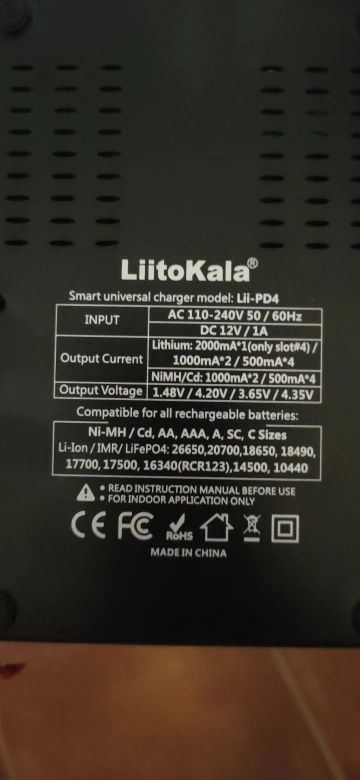 LiitoKala®
Smart universal charger model: Lii-PD4
INPUT
AC 110-240V 50 / 60Hz
DC 12V / 1A
Output Current
Lithium: 2000mA*1(only slot#4) /
1000mA*2 / 500mA*4
NiMH/Cd: 1000mA*2 / 500mA*4
Output Voltage
1.48V / 4.20V / 3.65V / 4.35V
Compatible for all rechargeable batteries:
Ni-MH / Cd, AA, AAA, A, SC, C Sizes
Li-Ion / IMR/ LiFePO4: 26650,20700,18650, 18490,
17700, 17500, 16340(RCR123),14500, 10440
• READ INSTRUCTION MANUAL BEFORE USE
• FOR INDOOR APPLICATION ONLY
CE FC RoHS
MADE IN CHINA